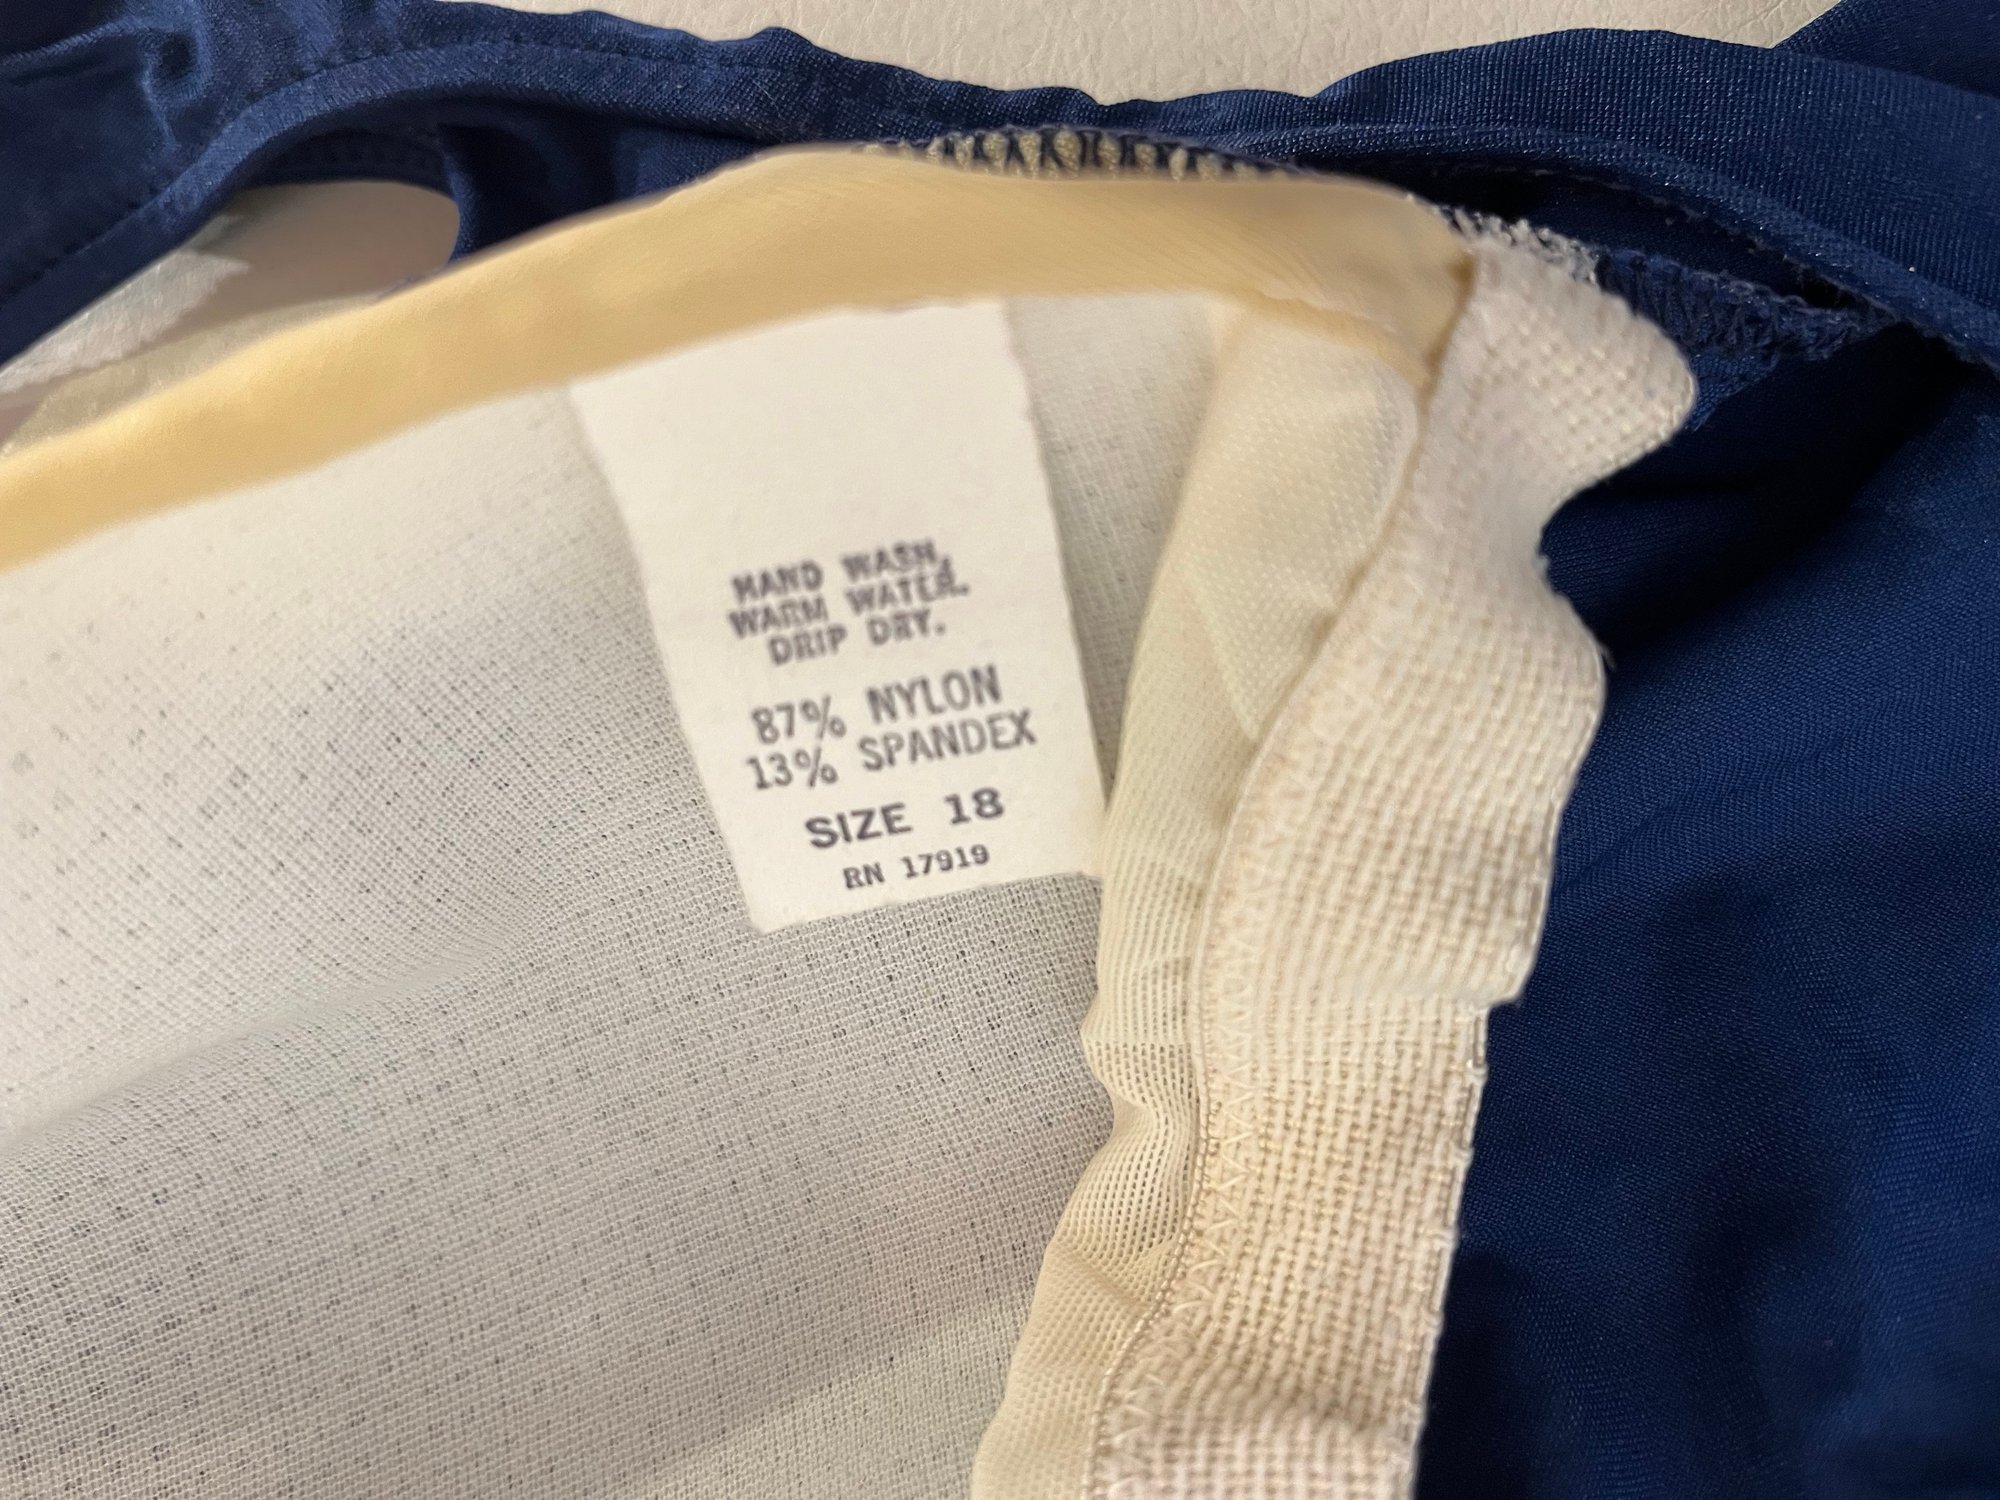 HAND WASH,
WARM WATER.
DRIP DRY.
87% NYLON
13% SPANDEX
SIZE 18
RN 17919